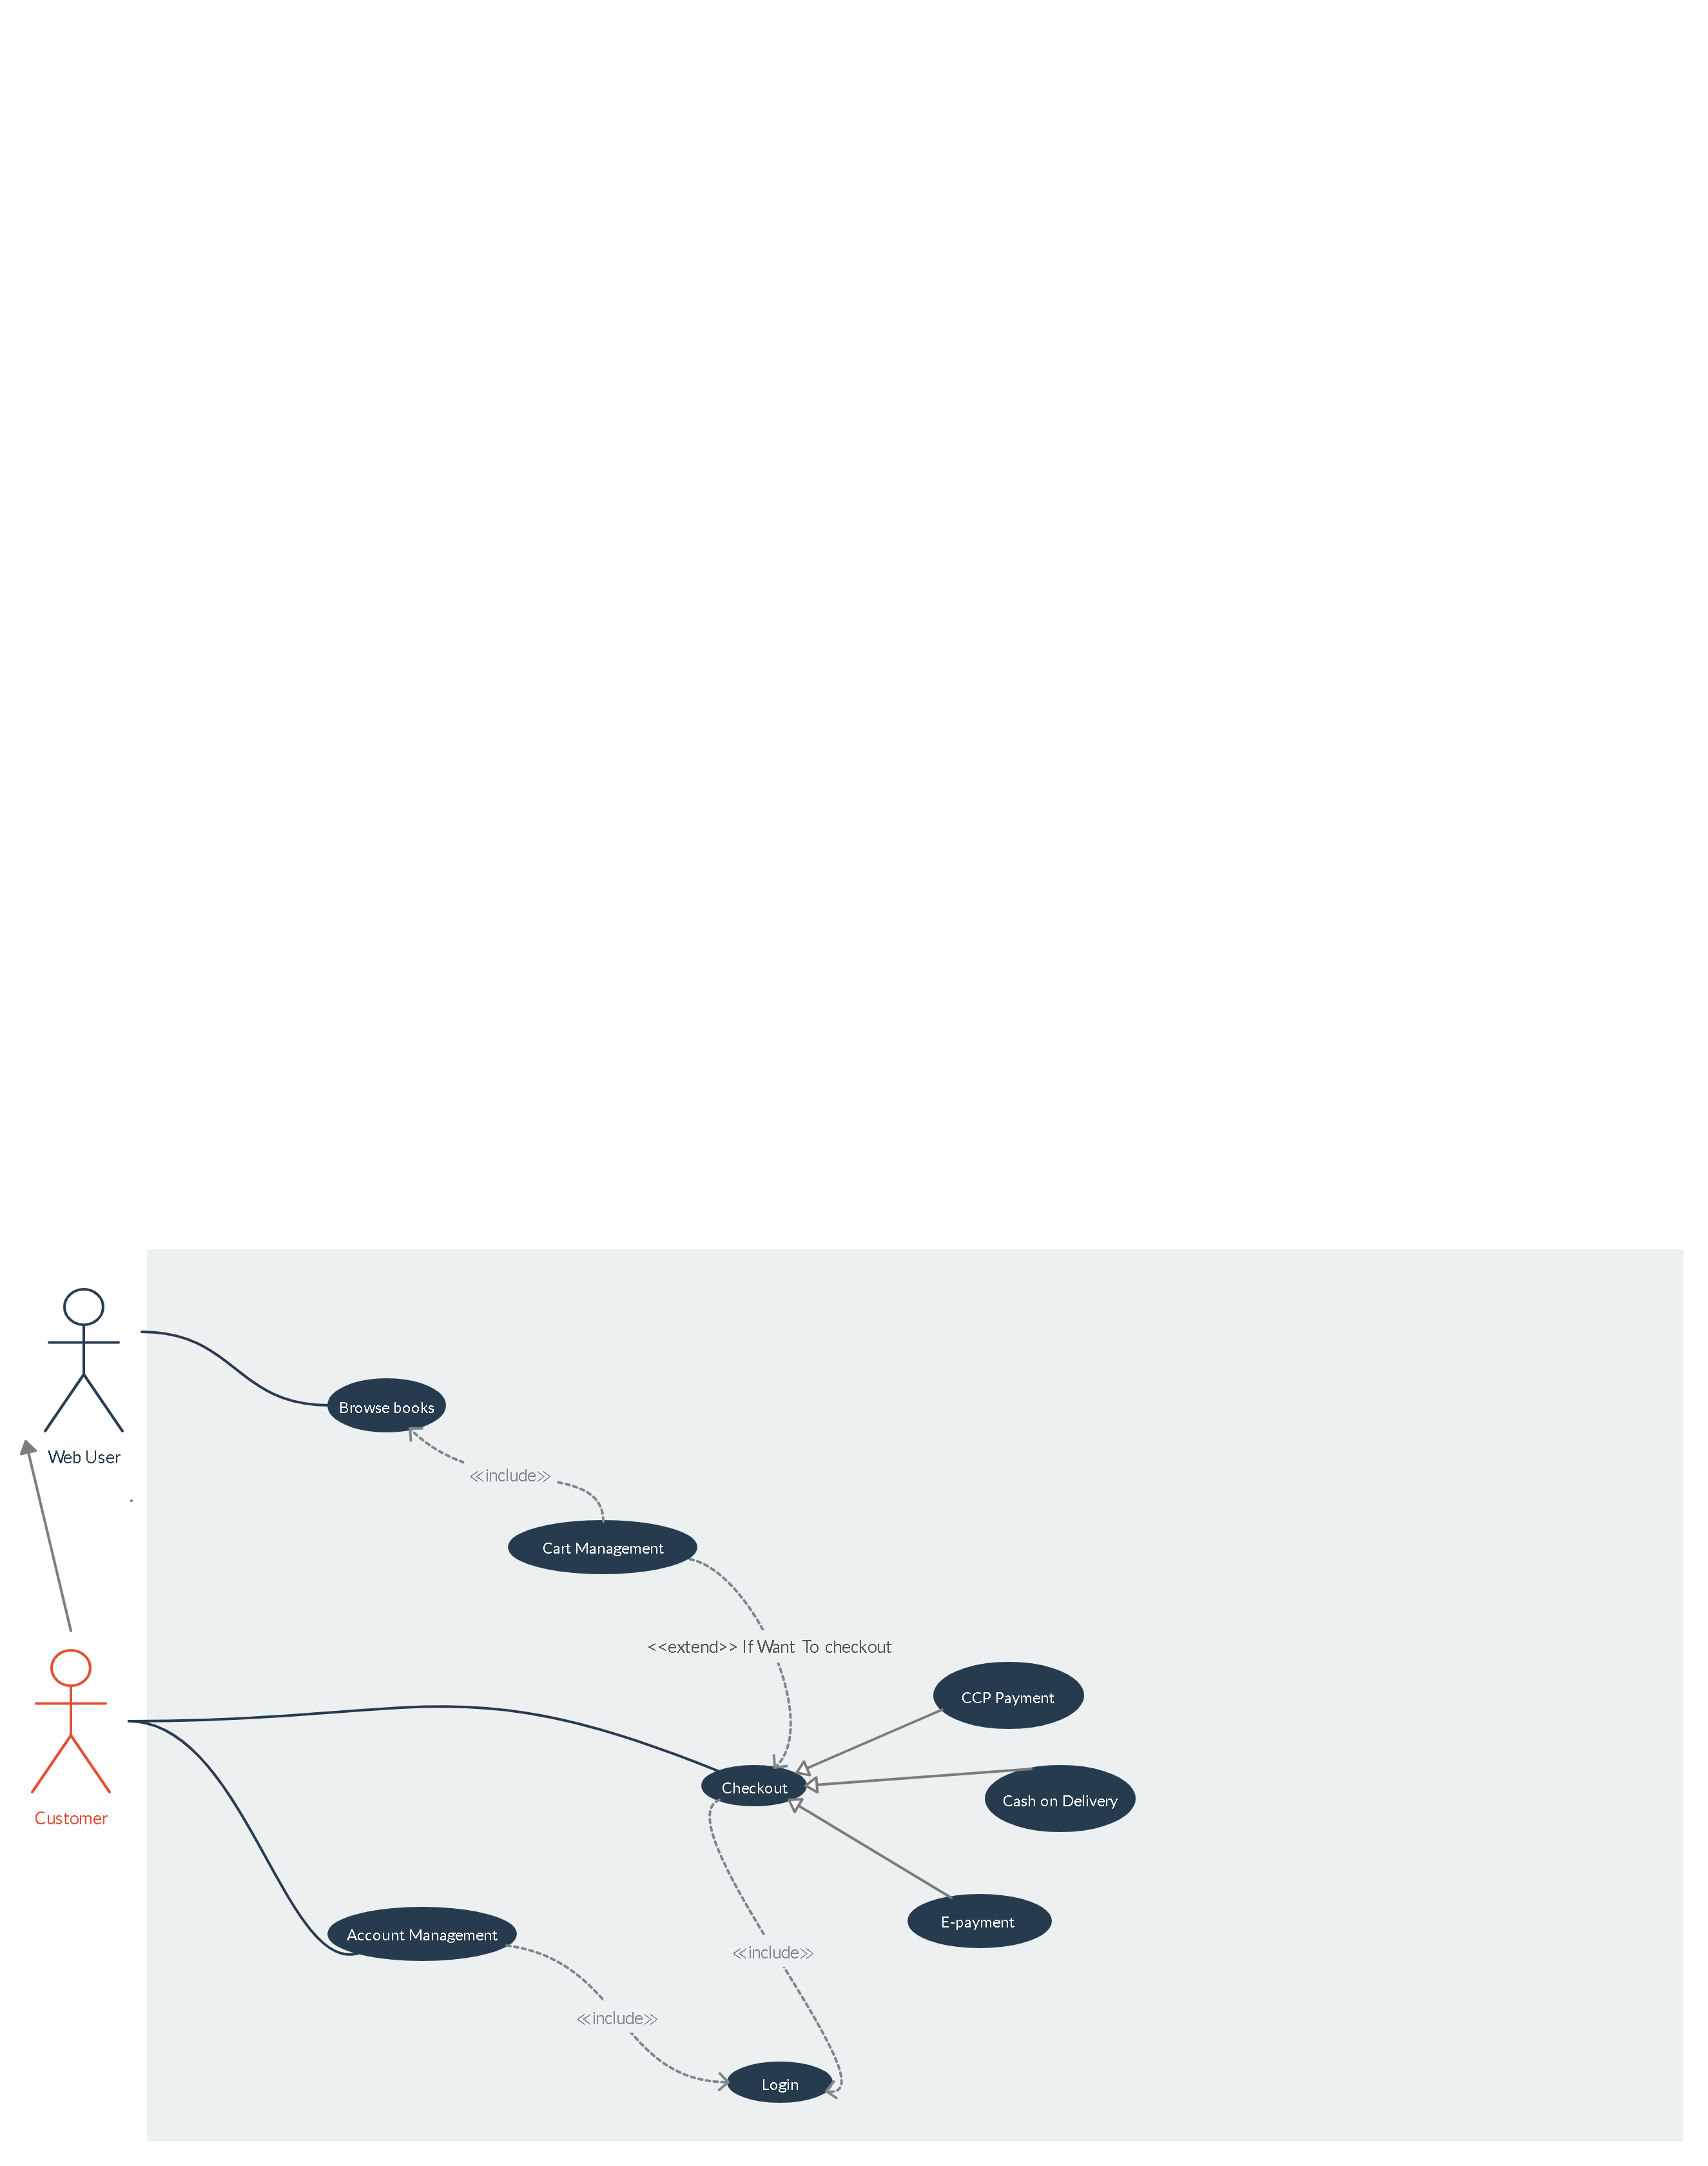 Browse books
Web User
≪include≫
Cart Management
<<extend>> If Want To checkout
CCP Payment
Checkout
Cash on Delivery
Customer
E-payment
Account Management
≪include≫
≪include≫
Login